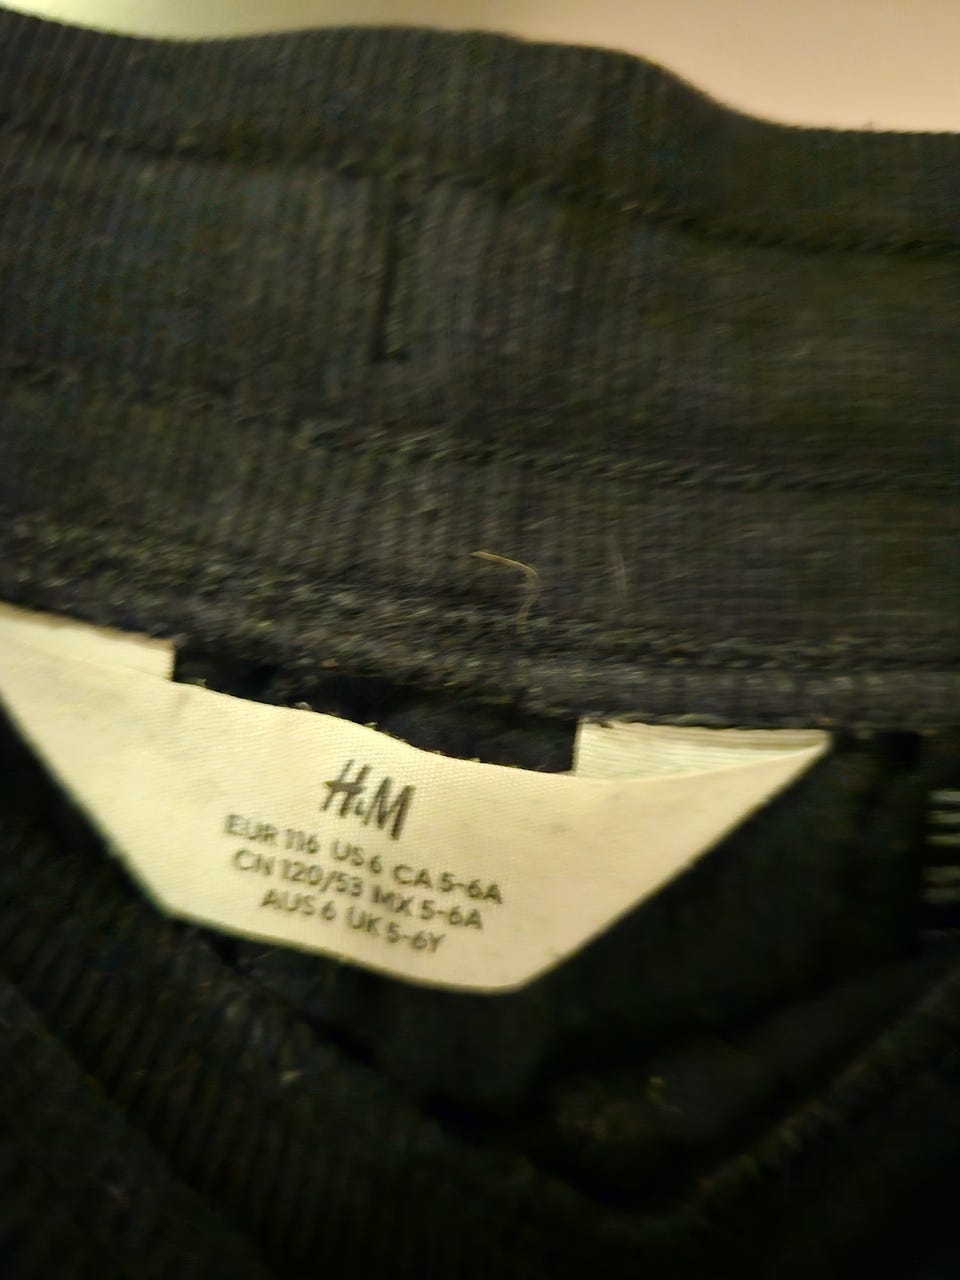 H&M
EUR 116 US 6 CA 5-6A
CN 120/53 MX 5-6A
AUS 6 UK 5-6Y